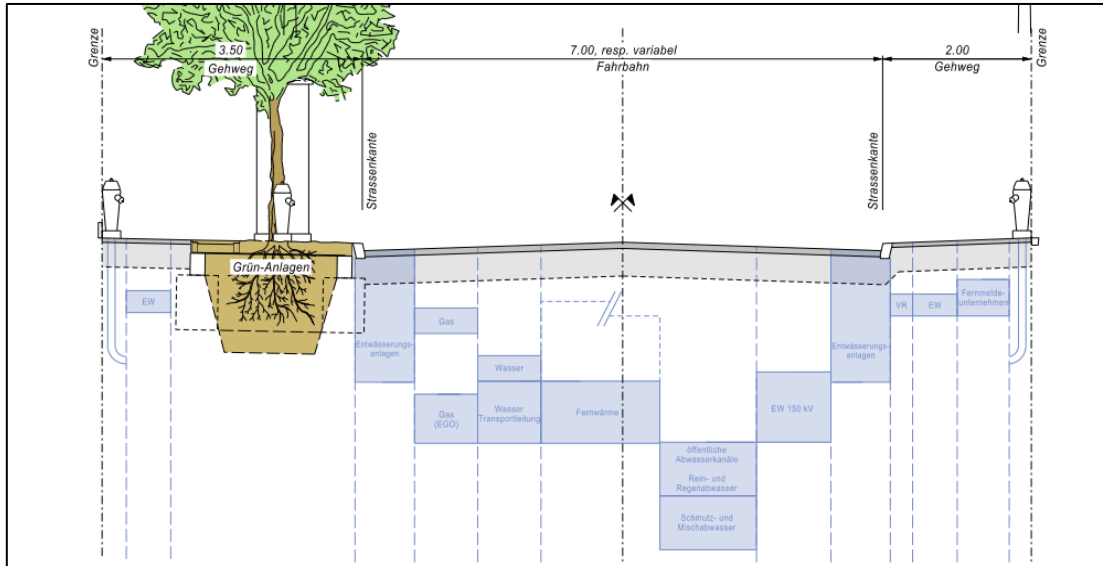 Grenze
3.50
Gehweg
7.00, resp. variabel
Fahrbahn
2.00
Gehweg
Grenze
Strassenkante
Strassenkante
Grün-Anlagen
EW
Entwässerungs-
anlagen
Gas
Gas
(EGO)
Wasser
Wasser
Transportleitung
Fernwärme
öffentliche
Abwasserkanäle
Rein- und
Regenabwasser
Schmutz- und
Mischabwasser
EW 150 kV
Entwässerungs-
anlagen
VR
EW
Fernmelde-
unternehmen